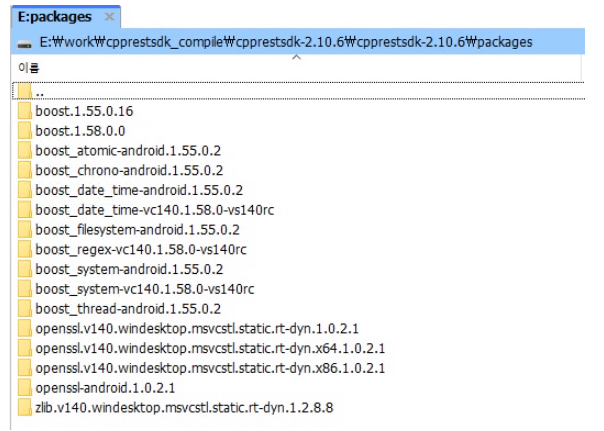 E:packages ×
E:₩work₩cpprestsdk_compile₩cpprestsdk-2.10.6₩cpprestsdk-2.10.6₩packages
이름
..
boost.1.55.0.16
boost.1.58.0.0
boost_atomic-android.1.55.0.2
boost_chrono-android.1.55.0.2
boost_date_time-android.1.55.0.2
boost_date_time-vc140.1.58.0-vs140rc
boost_filesystem-android.1.55.0.2
boost_regex-vc140.1.58.0-vs140rc
boost_system-android.1.55.0.2
boost_system-vc140.1.58.0-vs140rc
boost_thread-android.1.55.0.2
openssl.v140.windesktop.msvcstl.static.rt-dyn.1.0.2.1
openssl.v140.windesktop.msvcstl.static.rt-dyn.x64.1.0.2.1
openssl.v140.windesktop.msvcstl.static.rt-dyn.x86.1.0.2.1
openssl-android.1.0.2.1
zlib.v140.windesktop.msvcstl.static.rt-dyn.1.2.8.8